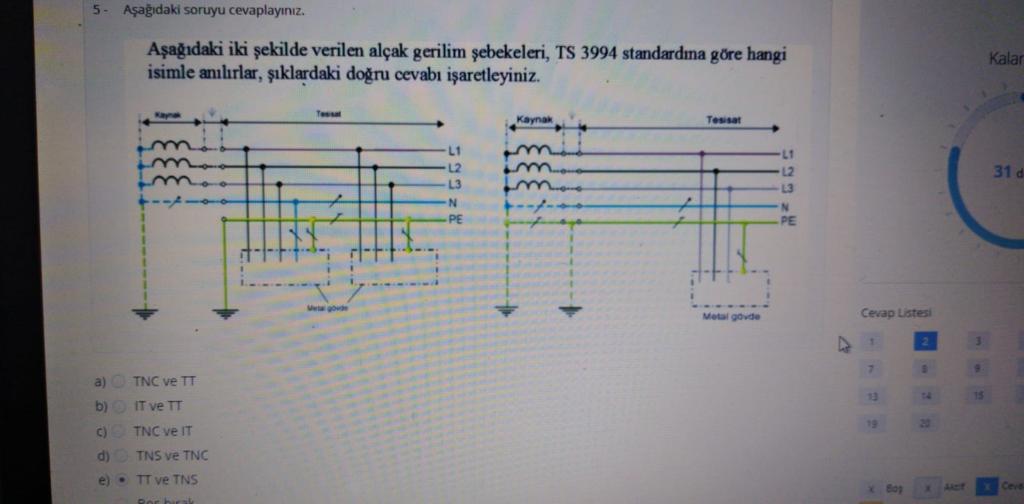 5 - Aşağıdaki soruyu cevaplayınız.
Aşağıdaki iki şekilde verilen alçak gerilim şebekeleri, TS 3994 standardına göre hangi
isimle anılırlar, şıklardaki doğru cevabı işaretleyiniz.
Kaynak Tesisat
L1
L2
L3
N
PE
Metal gövde
Kaynak Tesisat
L1
L2
L3
N
PE
Metal gövde
a) TNC ve TT
b) IT ve TT
c) TNC ve IT
d) TNS ve TNC
e) TT ve TNS
Boş bırak
Kalan
31 d
Cevap Listesi
1 2 3
7 8 9
13 14 15
19 20
X Boş X Aktif X Ceva